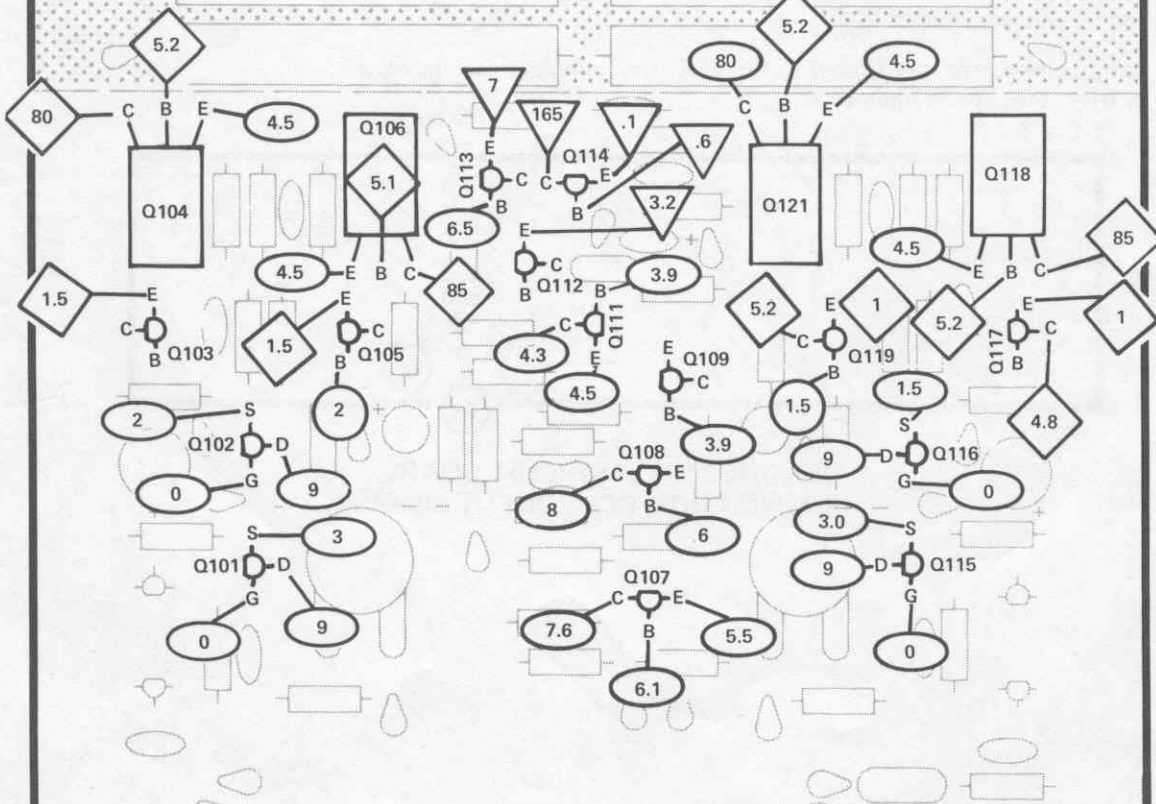 5.2
5.2
80
4.5
7
80
C
B
E
4.5
Q106
165
.1
.6
C
B
E
Q118
E
Q113
C
B
Q114
C
E
B
Q104
5.1
Q121
6.5
3.2
E
85
4.5
E
B
C
85
C
Q112
B
3.9
B
4.5
E
B
C
1.5
E
C
Q103
B
1.5
E
C
Q105
B
4.3
C
Q111
E
4.5
5.2
E
C
Q119
B
1
5.2
E
C
Q117
B
1
E
Q109
C
B
3.9
2
S
Q102
D
G
0
9
2
1.5
1.5
S
9
D
Q116
G
0
4.8
C
Q108
E
B
8
.6
S
3
Q101
D
G
0
9
3.0
S
9
D
Q115
G
0
Q107
C
E
B
7.6
5.5
6.1